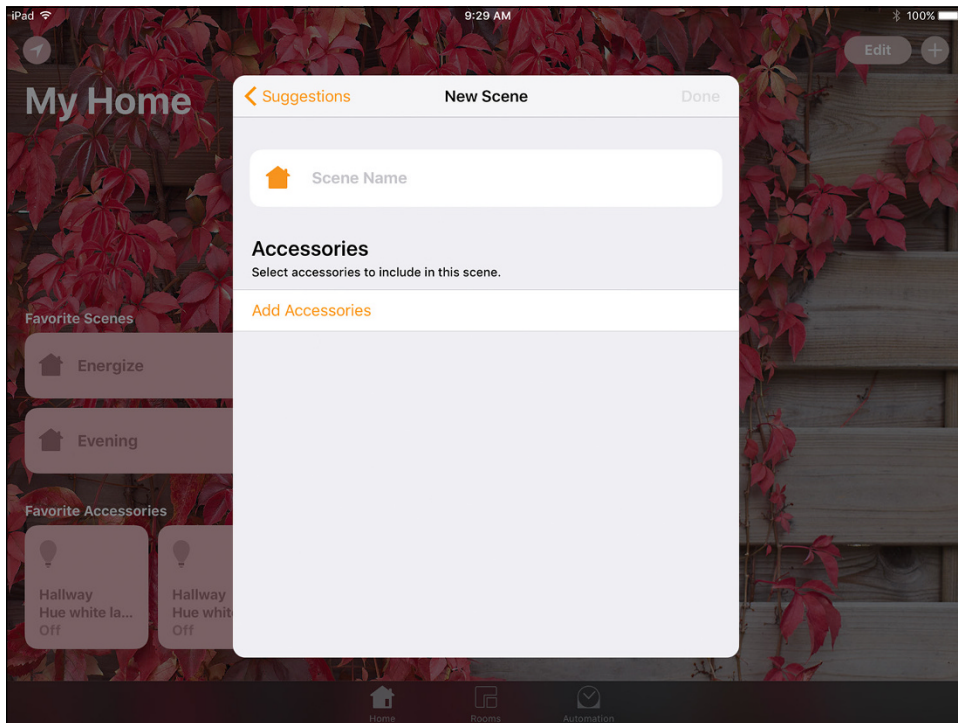 iPad 9:29 AM 100%
Edit
My Home
Suggestions New Scene Done
Scene Name
Accessories
Select accessories to include in this scene.
Add Accessories
Favorite Scenes
Energize
Evening
Favorite Accessories
Hallway Hallway
Hue white la... Hue whit
Off Off
Home Rooms Automation